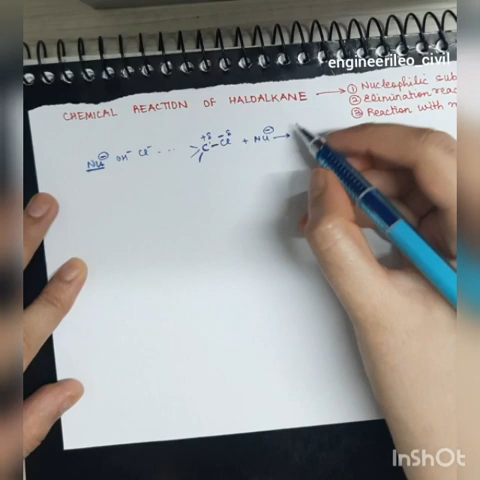 engineerileo_civil
CHEMICAL REACTION OF HALOALKANE → ① Nucleophilic sub
② Elimination reac
③ Reaction with m
Nu⊖ OH⁻ Cl⁻ ... C–Cl + Nu⊖ →
+δ -δ
InShOt